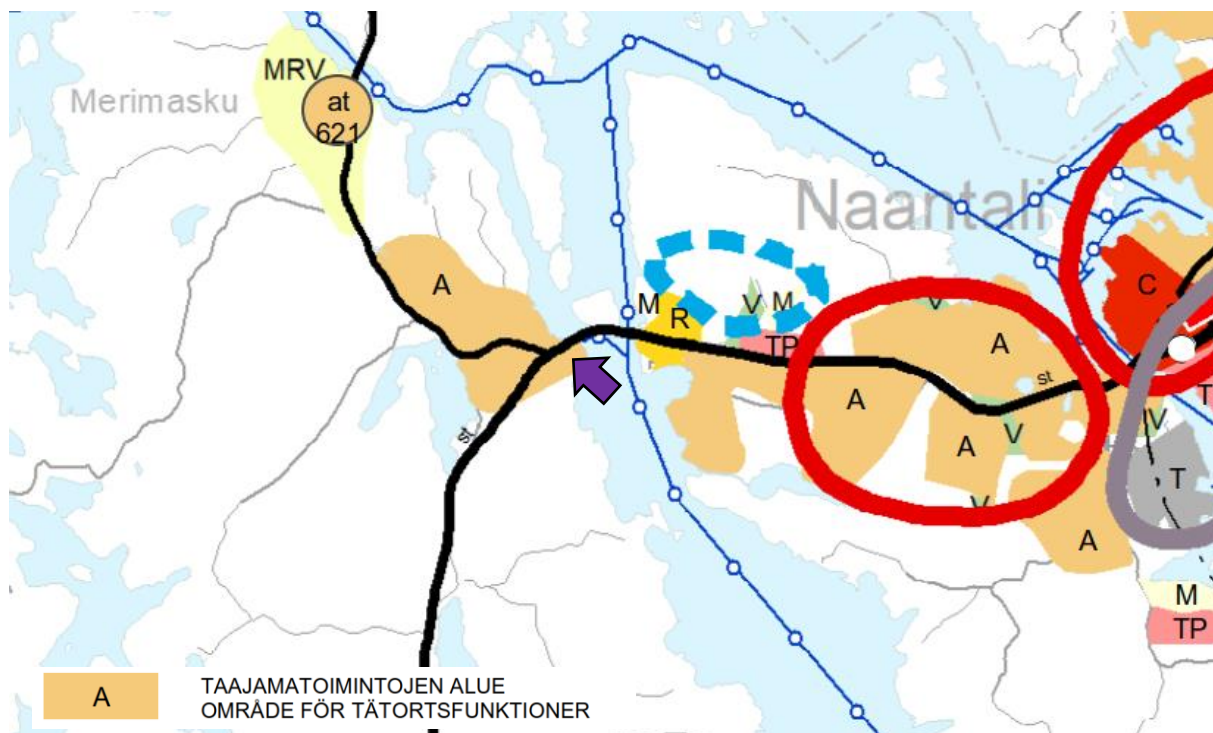 MRV
Merimasku
at
621
A
Naantali
M
R
V
M
TP
V
A
st
C
A
A
V
V
V
T
T
A
st
M
TP
A
TAAJAMATOIMINTOJEN ALUE
OMRÅDE FÖR TÄTORTSFUNKTIONER